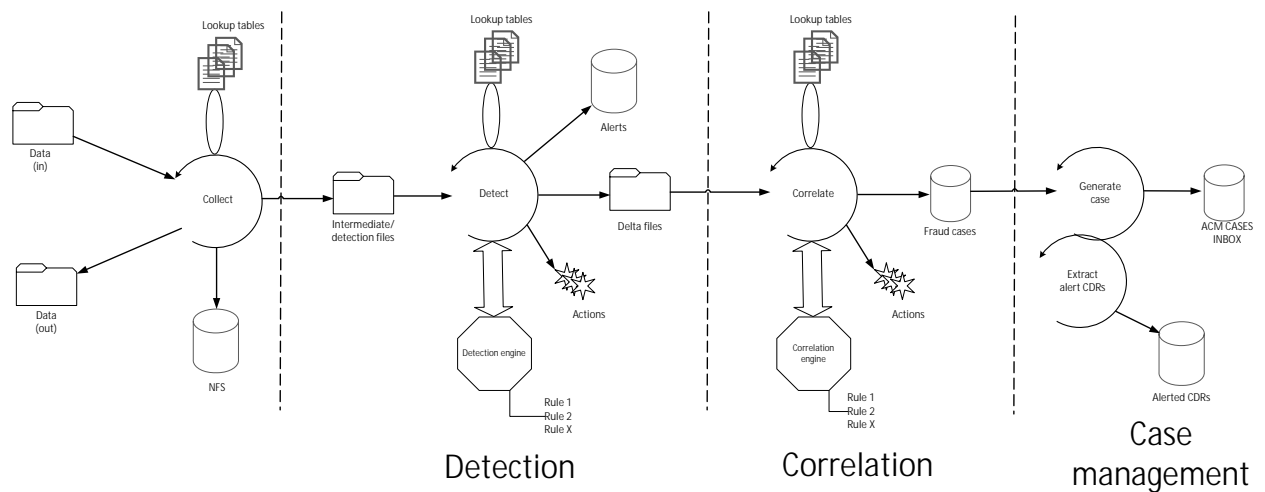 Lookup tables
Data
(in)
Collect
Data
(out)
NFS
Intermediate/
detection files
Lookup tables
Alerts
Detect
Delta files
Actions
Detection engine
Rule 1
Rule 2
Rule X
Detection
Lookup tables
Correlate
Fraud cases
Actions
Correlation
engine
Rule 1
Rule 2
Rule X
Correlation
Generate
case
ACM CASES
INBOX
Extract
alert CDRs
Alerted CDRs
Case
management